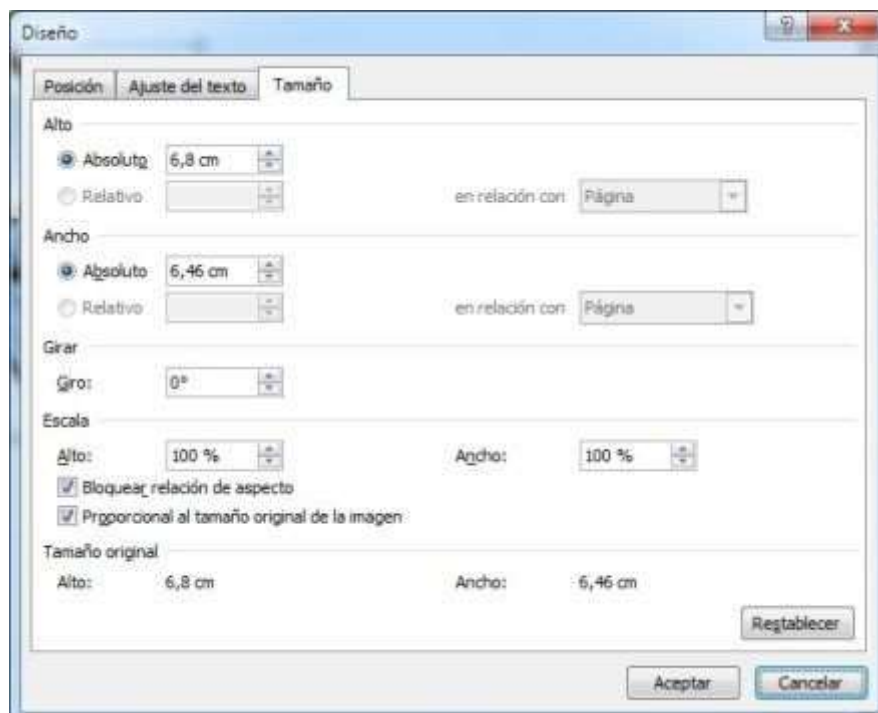 Diseño
Posición Ajuste del texto Tamaño
Alto
Absoluto 6,8 cm
Relativo en relación con Página
Ancho
Absoluto 6,46 cm
Relativo en relación con Página
Girar
Giro: 0°
Escala
Alto: 100 % Ancho: 100 %
Bloquear relación de aspecto
Proporcional al tamaño original de la imagen
Tamaño original
Alto: 6,8 cm Ancho: 6,46 cm
Restablecer
Aceptar Cancelar